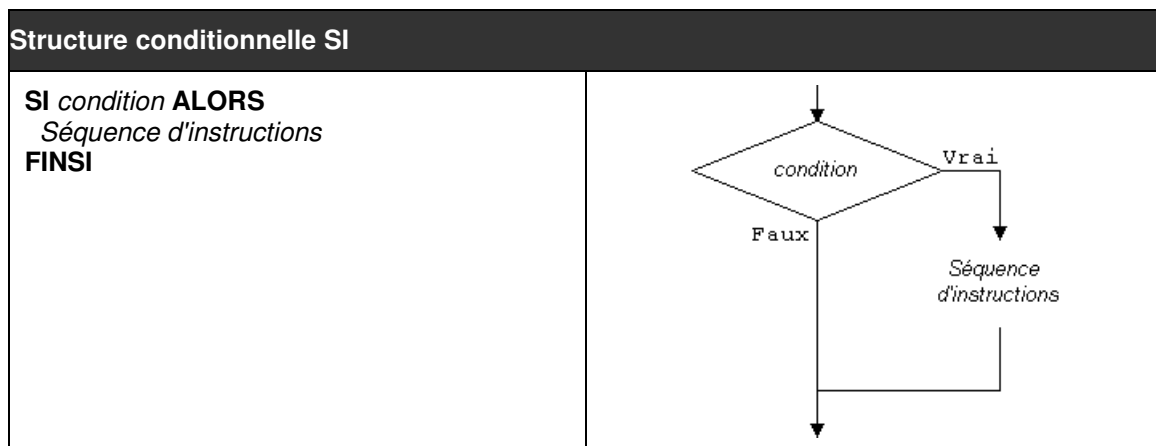 Structure conditionnelle SI
SI condition ALORS
Séquence d'instructions
FINSI
condition
Vrai
Faux
Séquence
d'instructions